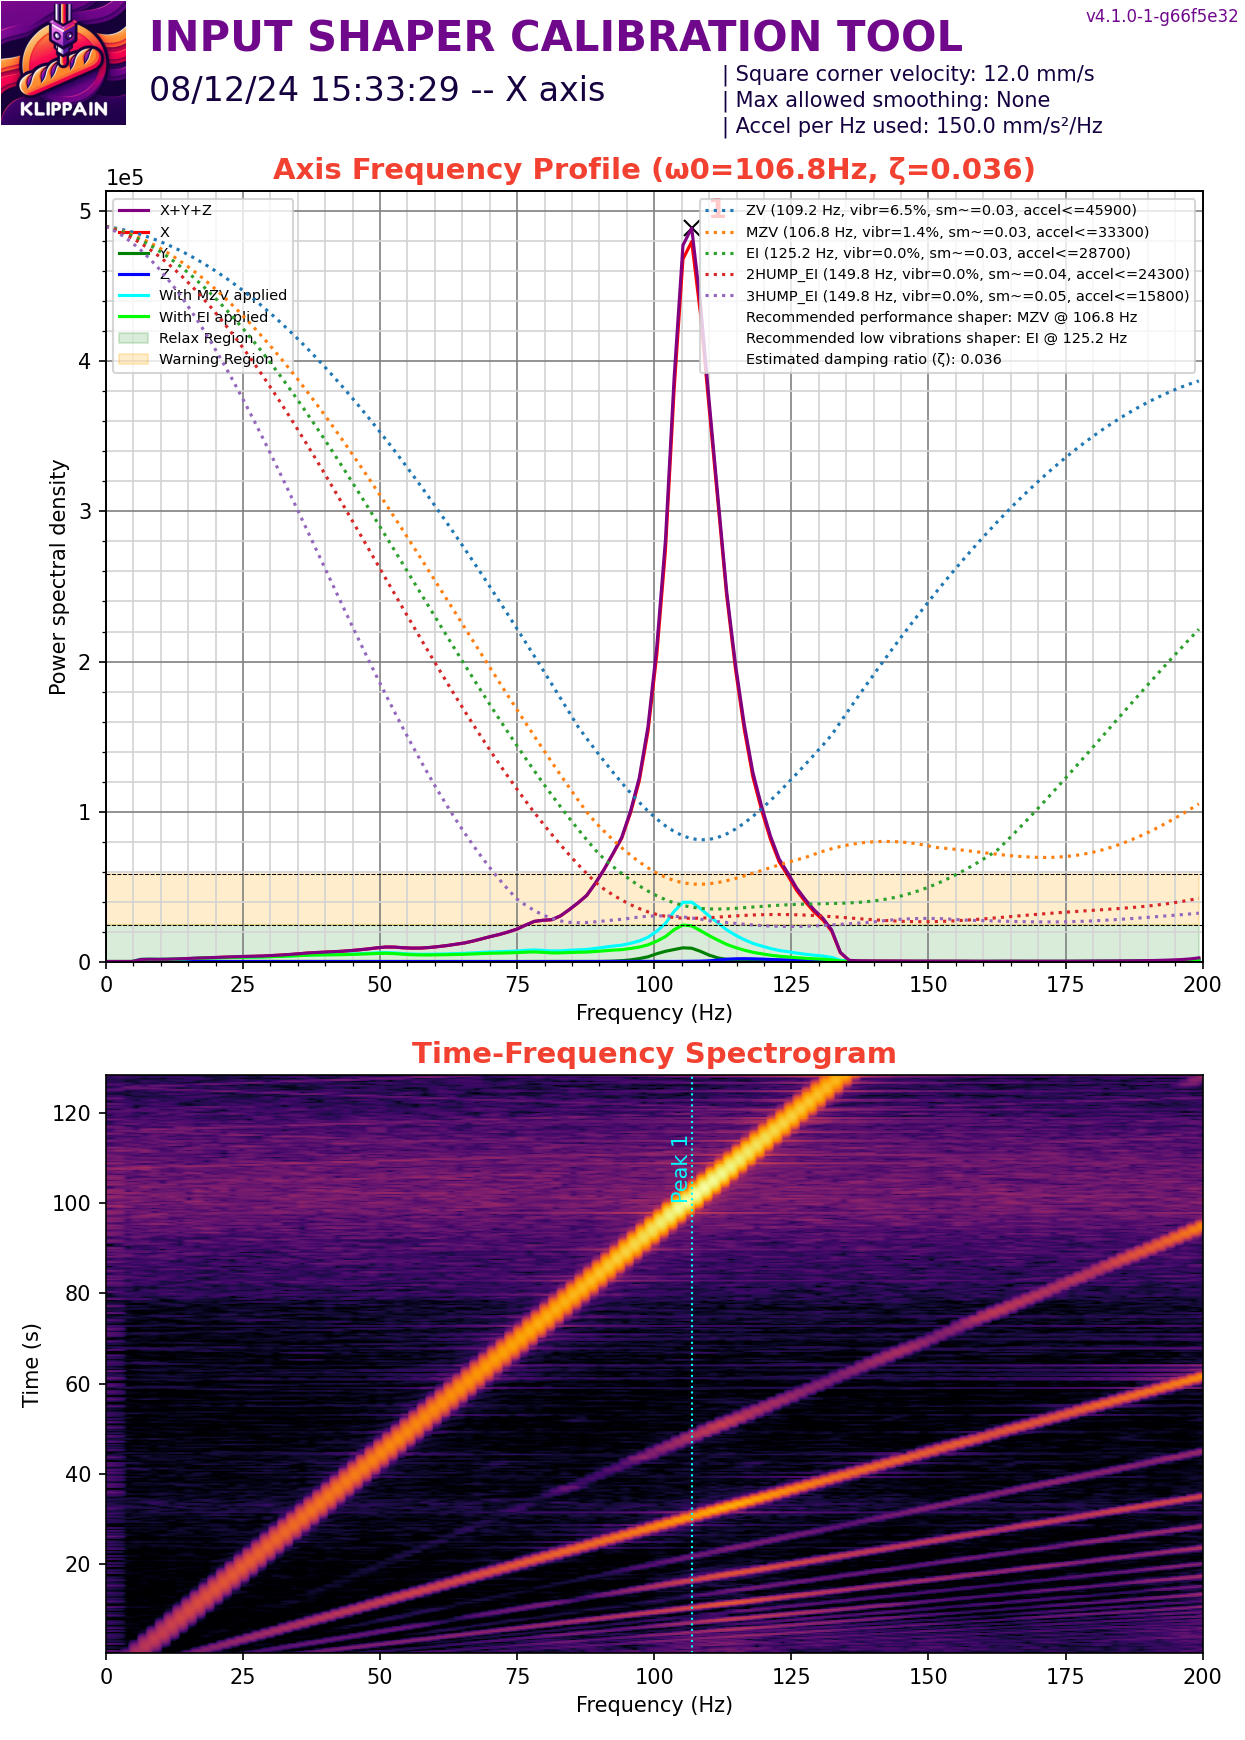 v4.1.0-1-g66f5e32
KLIPPAIN
INPUT SHAPER CALIBRATION TOOL
08/12/24 15:33:29 -- X axis
| Square corner velocity: 12.0 mm/s
| Max allowed smoothing: None
| Accel per Hz used: 150.0 mm/s²/Hz
Axis Frequency Profile (ω0=106.8Hz, ζ=0.036)
1e5
X+Y+Z
X
Y
Z
With MZV applied
With EI applied
Relax Region
Warning Region
1
ZV (109.2 Hz, vibr=6.5%, sm~=0.03, accel<=45900)
MZV (106.8 Hz, vibr=1.4%, sm~=0.03, accel<=33300)
EI (125.2 Hz, vibr=0.0%, sm~=0.03, accel<=28700)
2HUMP_EI (149.8 Hz, vibr=0.0%, sm~=0.04, accel<=24300)
3HUMP_EI (149.8 Hz, vibr=0.0%, sm~=0.05, accel<=15800)
Recommended performance shaper: MZV @ 106.8 Hz
Recommended low vibrations shaper: EI @ 125.2 Hz
Estimated damping ratio (ζ): 0.036
Power spectral density
5
4
3
2
1
0
0 25 50 75 100 125 150 175 200
Frequency (Hz)
Time-Frequency Spectrogram
Time (s)
120
100
80
60
40
20
Peak 1
0 25 50 75 100 125 150 175 200
Frequency (Hz)